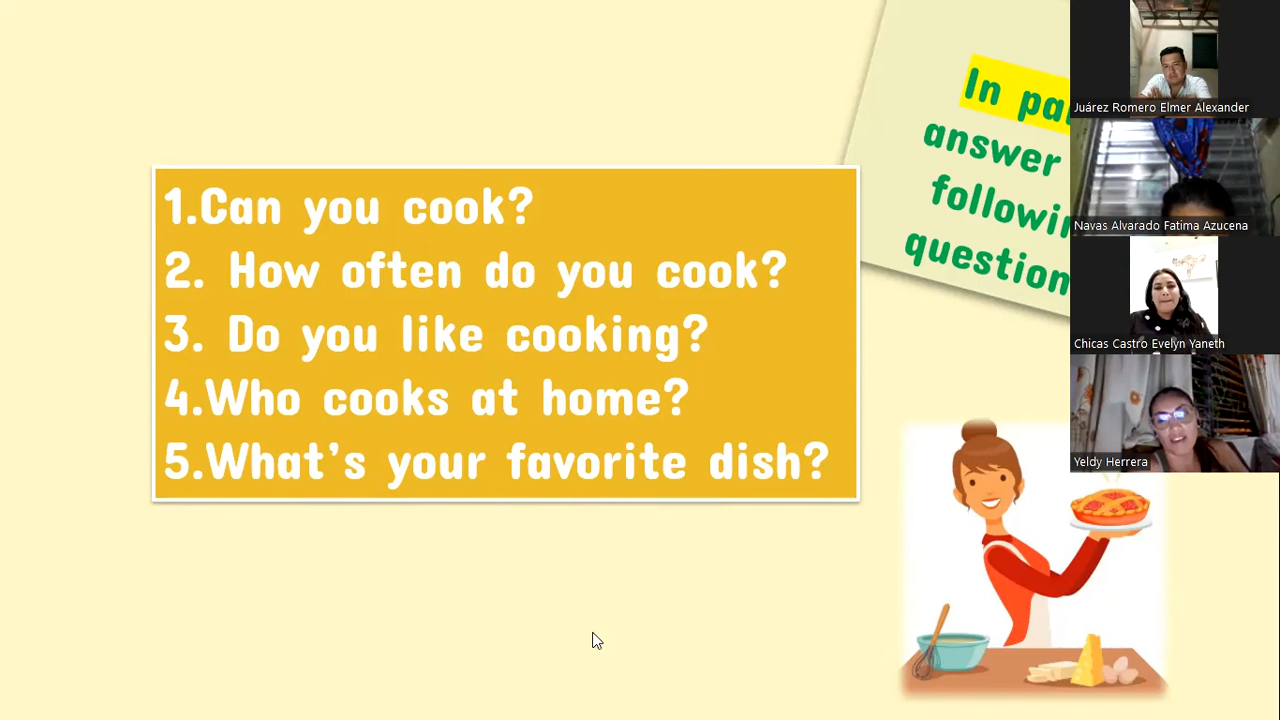 1.Can you cook?
2. How often do you cook?
3. Do you like cooking?
4.Who cooks at home?
5.What's your favorite dish?
In
answer
question
Juárez Romero Elmer Alexander
Navas Alvarado Fatima Azucena
Chicas Castro Evelyn Yaneth
Yeldy Herrera